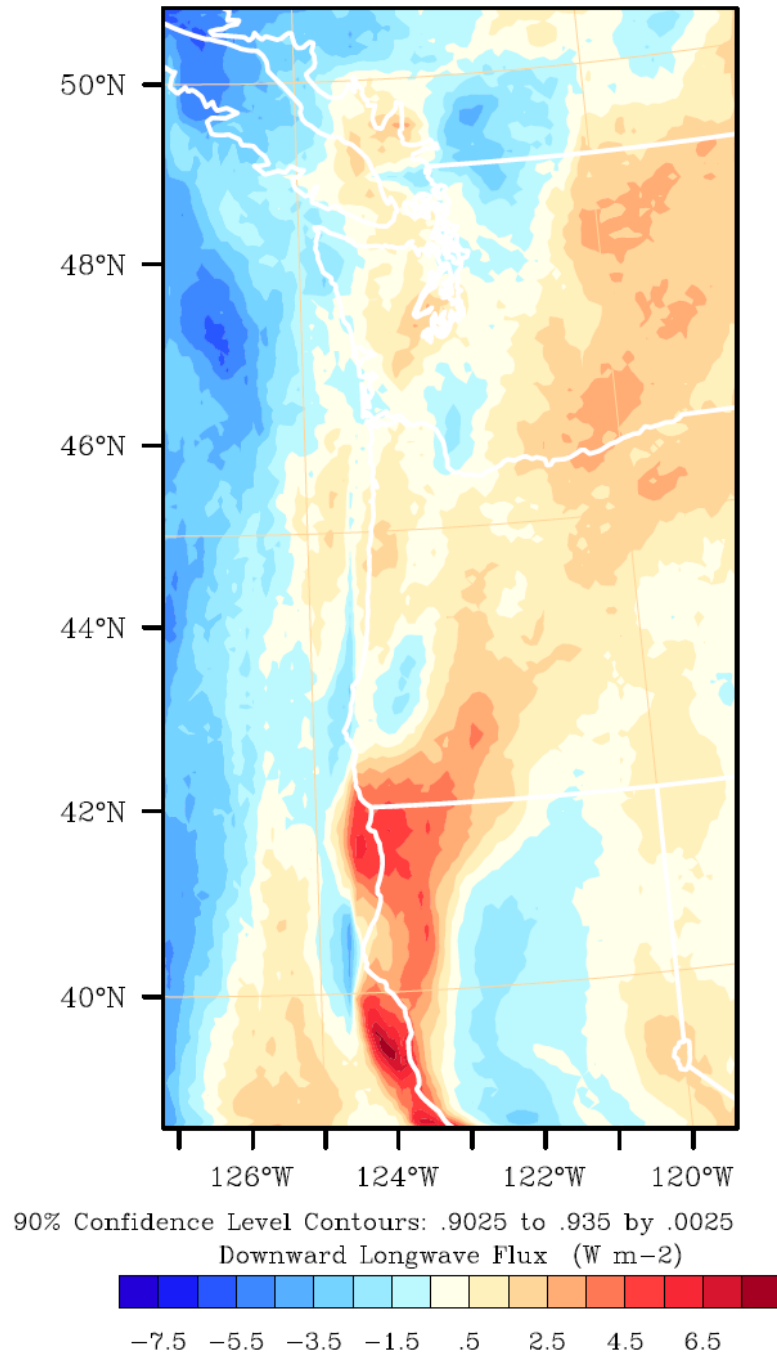 50°N
48°N
46°N
44°N
42°N
40°N
126°W 124°W 122°W 120°W
90% Confidence Level Contours: .9025 to .935 by .0025
Downward Longwave Flux (W m−2)
−7.5 −5.5 −3.5 −1.5 .5 2.5 4.5 6.5